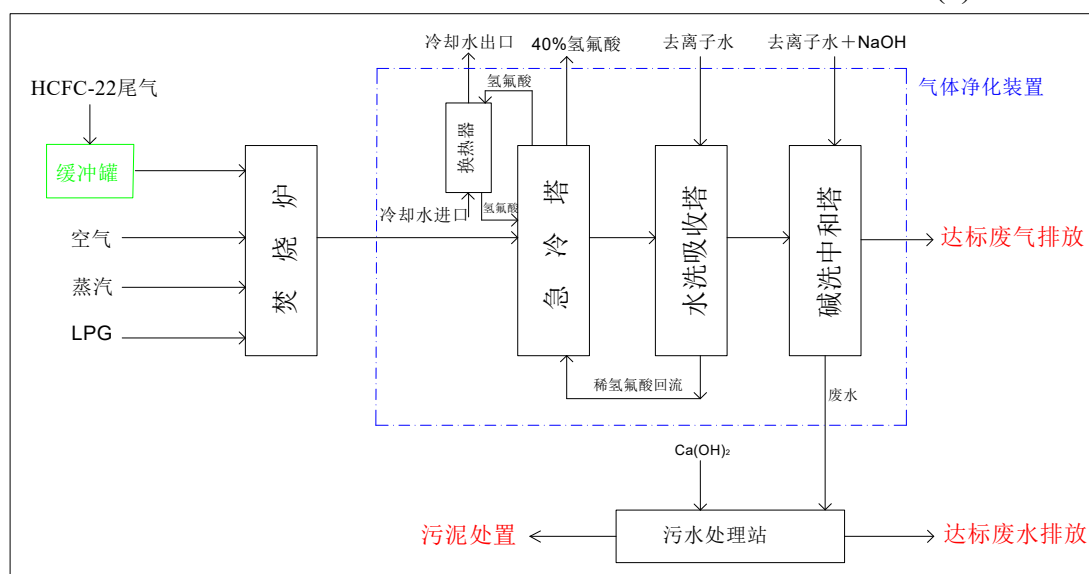 冷却水出口
40%氢氟酸
去离子水
去离子水＋NaOH
HCFC-22尾气
氢氟酸
气体净化装置
缓冲罐
换热器
焚烧炉
急冷塔
水洗吸收塔
碱洗中和塔
冷却水进口
氢氟酸
空气
达标废气排放
蒸汽
LPG
稀氢氟酸回流
废水
Ca(OH)₂
污泥处置
污水处理站
达标废水排放